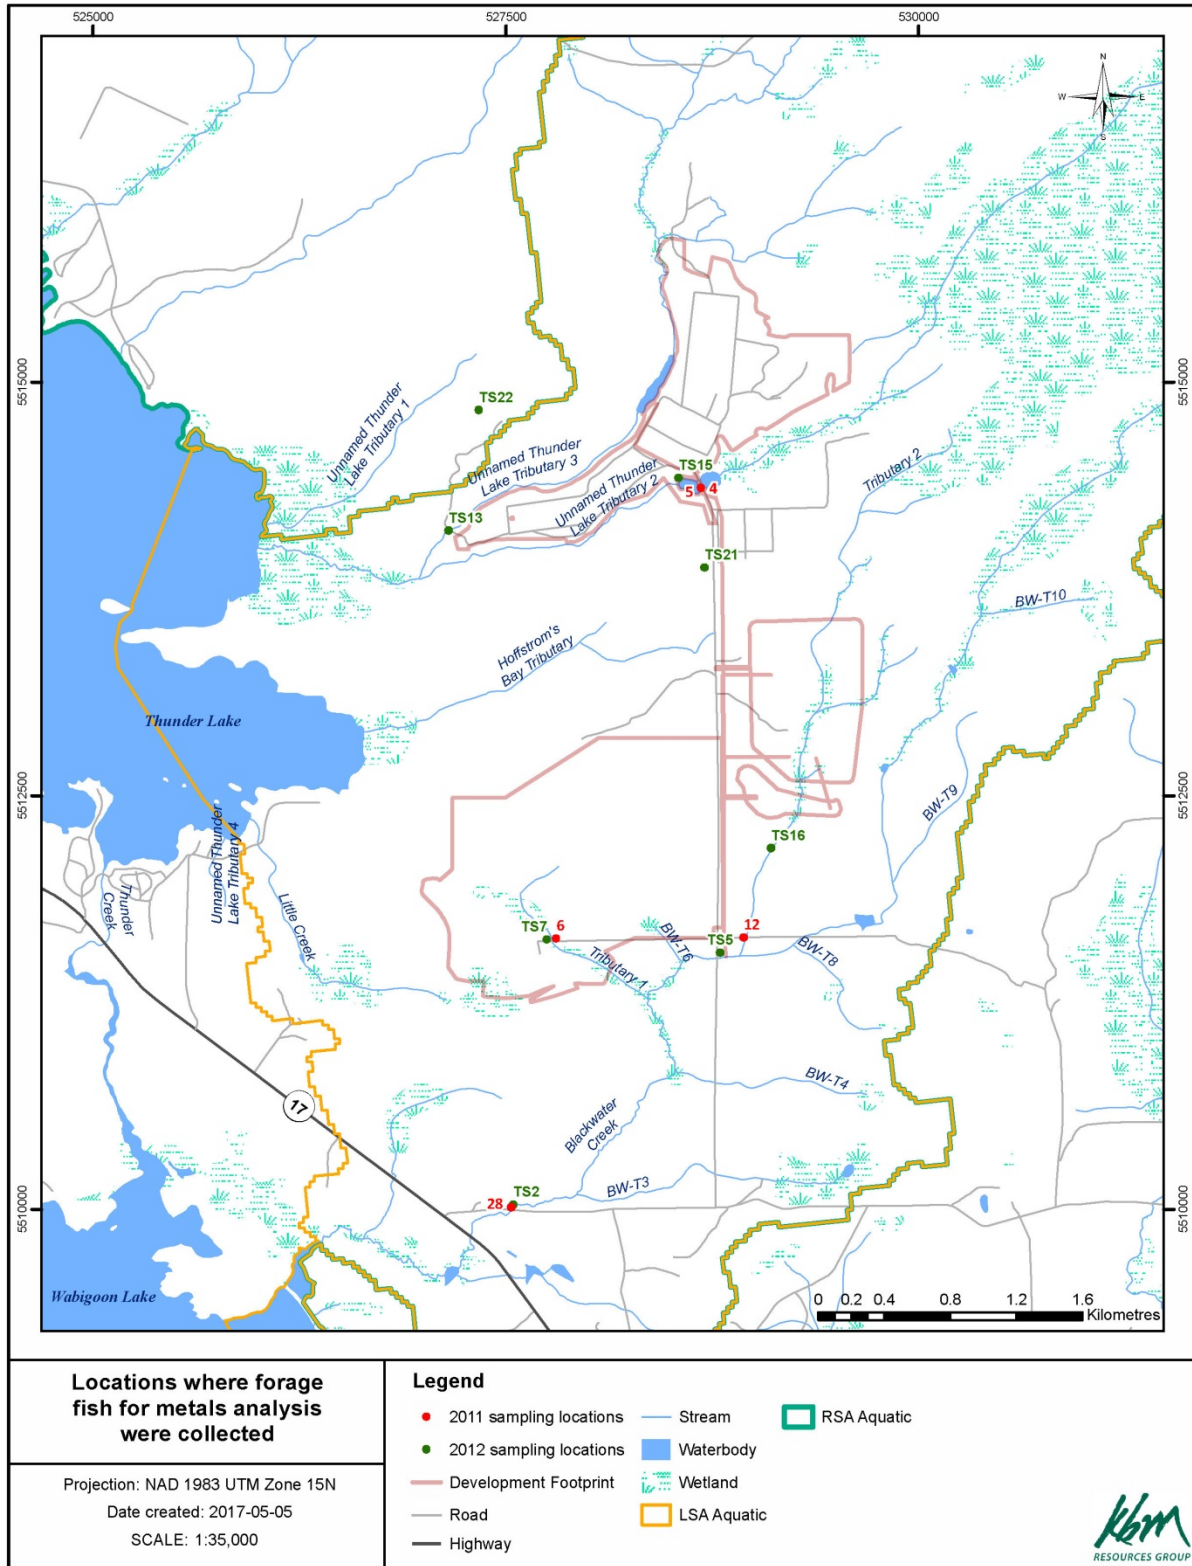 525000
527500
530000
N
W
E
S
5515000
5515000
TS22
Unnamed Thunder
Lake Tributary 1
Unnamed Thunder
Lake Tributary 3
Unnamed Thunder
Lake Tributary 2
TS15
5
4
Tributary 2
TS13
TS21
BW-T10
Hoffstrom's
Bay Tributary
Thunder Lake
5512500
5512500
BW-T9
Unnamed Thunder
Lake Tributary 4
TS16
Thunder
Creek
Little Creek
TS7
6
12
TS5
BW-T6
BW-T8
Tributary 1
BW-T4
17
Blackwater
Creek
BW-T3
TS2
28
5510000
5510000
Wabigoon Lake
0 0.2 0.4 0.8 1.2 1.6
Kilometres
Locations where forage
fish for metals analysis
were collected
Projection: NAD 1983 UTM Zone 15N
Date created: 2017-05-05
SCALE: 1:35,000
Legend
2011 sampling locations
2012 sampling locations
Development Footprint
Road
Highway
Stream
Waterbody
Wetland
LSA Aquatic
RSA Aquatic
kbm
RESOURCES GROUP